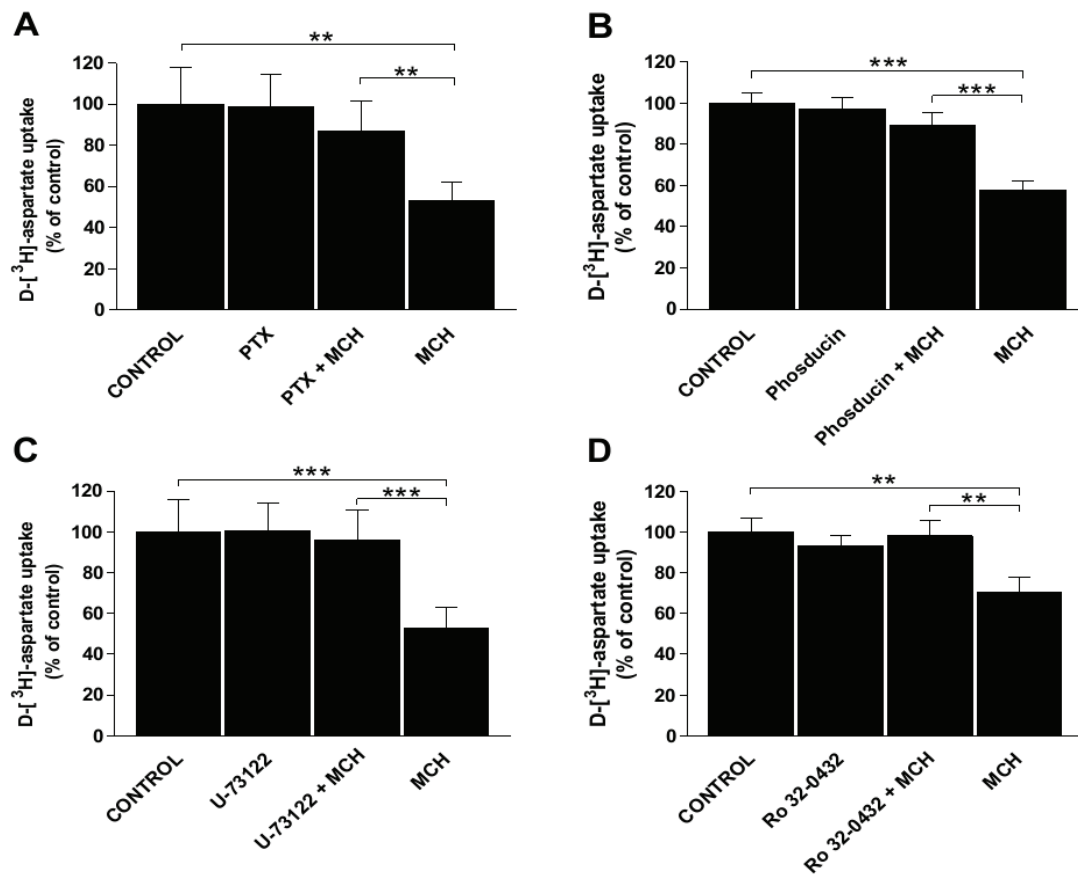 A
D-[³H]-aspartate uptake
(% of control)
120
100
80
60
40
20
0
**
**
CONTROL
PTX
PTX + MCH
MCH
B
D-[³H]-aspartate uptake
(% of control)
120
100
80
60
40
20
0
***
***
CONTROL
Phosducin
Phosducin + MCH
MCH
C
D-[³H]-aspartate uptake
(% of control)
120
100
80
60
40
20
0
***
***
CONTROL
U-73122
U-73122 + MCH
MCH
D
D-[³H]-aspartate uptake
(% of control)
120
100
80
60
40
20
0
**
**
CONTROL
Ro 32-0432
Ro 32-0432 + MCH
MCH